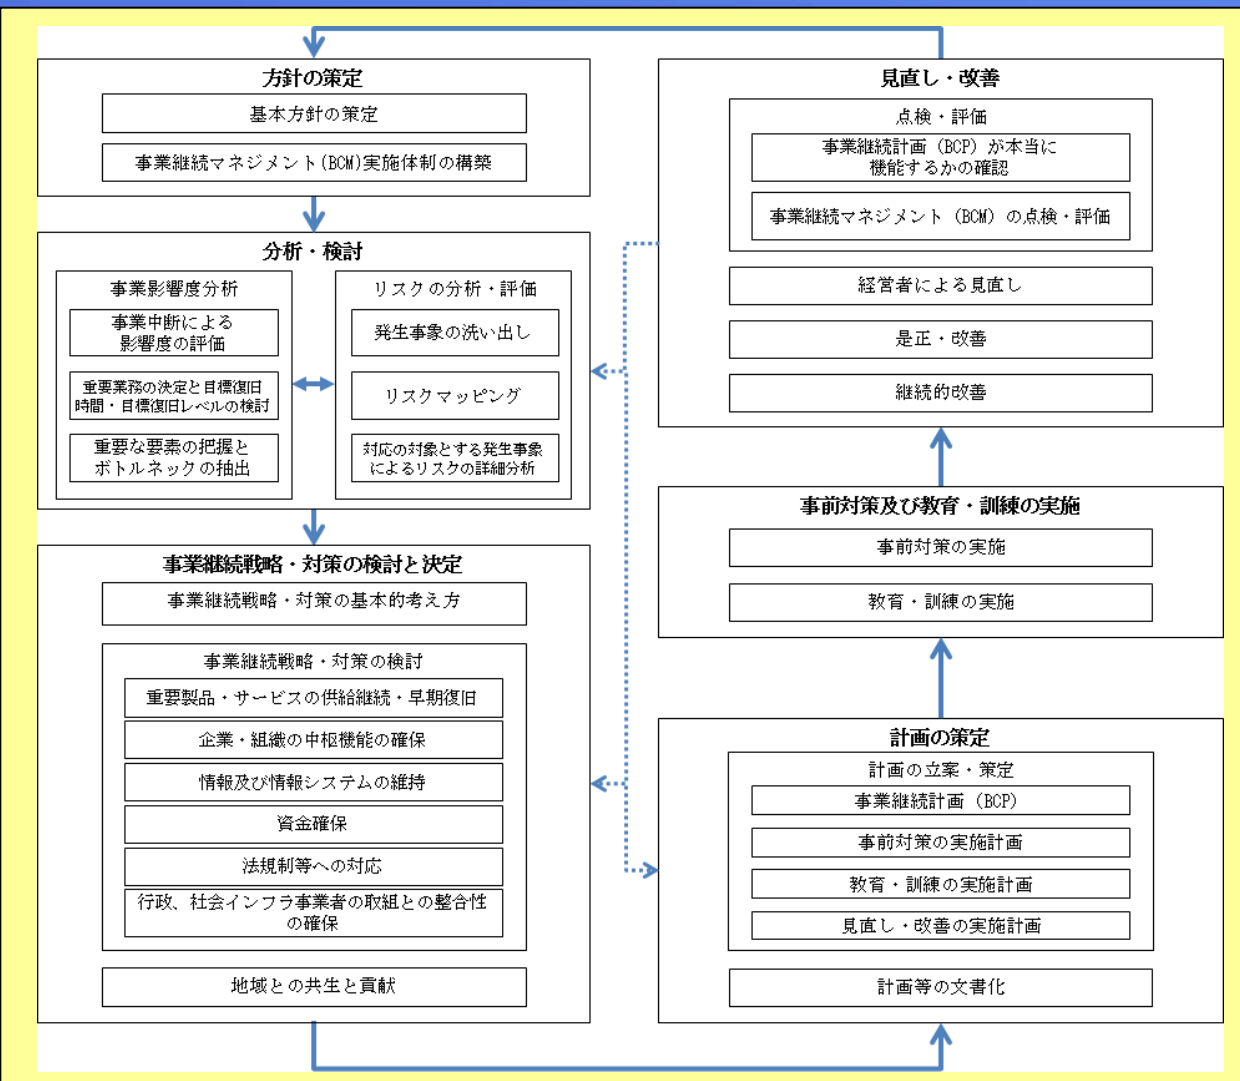 方針の策定
基本方針の策定
事業継続マネジメント(BCM)実施体制の構築
分析・検討
事業影響度分析
事業中断による
影響度の評価
重要業務の決定と目標復旧
時間・目標復旧レベルの検討
重要な要素の把握と
ボトルネックの抽出
リスクの分析・評価
発生事象の洗い出し
リスクマッピング
対応の対象とする発生事象
によるリスクの詳細分析
事業継続戦略・対策の検討と決定
事業継続戦略・対策の基本的考え方
事業継続戦略・対策の検討
重要製品・サービスの供給継続・早期復旧
企業・組織の中枢機能の確保
情報及び情報システムの維持
資金確保
法規制等への対応
行政、社会インフラ事業者の取組との整合性
の確保
地域との共生と貢献
見直し・改善
点検・評価
事業継続計画（BCP）が本当に
機能するかの確認
事業継続マネジメント（BCM）の点検・評価
経営者による見直し
是正・改善
継続的改善
事前対策及び教育・訓練の実施
事前対策の実施
教育・訓練の実施
計画の策定
計画の立案・策定
事業継続計画（BCP）
事前対策の実施計画
教育・訓練の実施計画
見直し・改善の実施計画
計画等の文書化